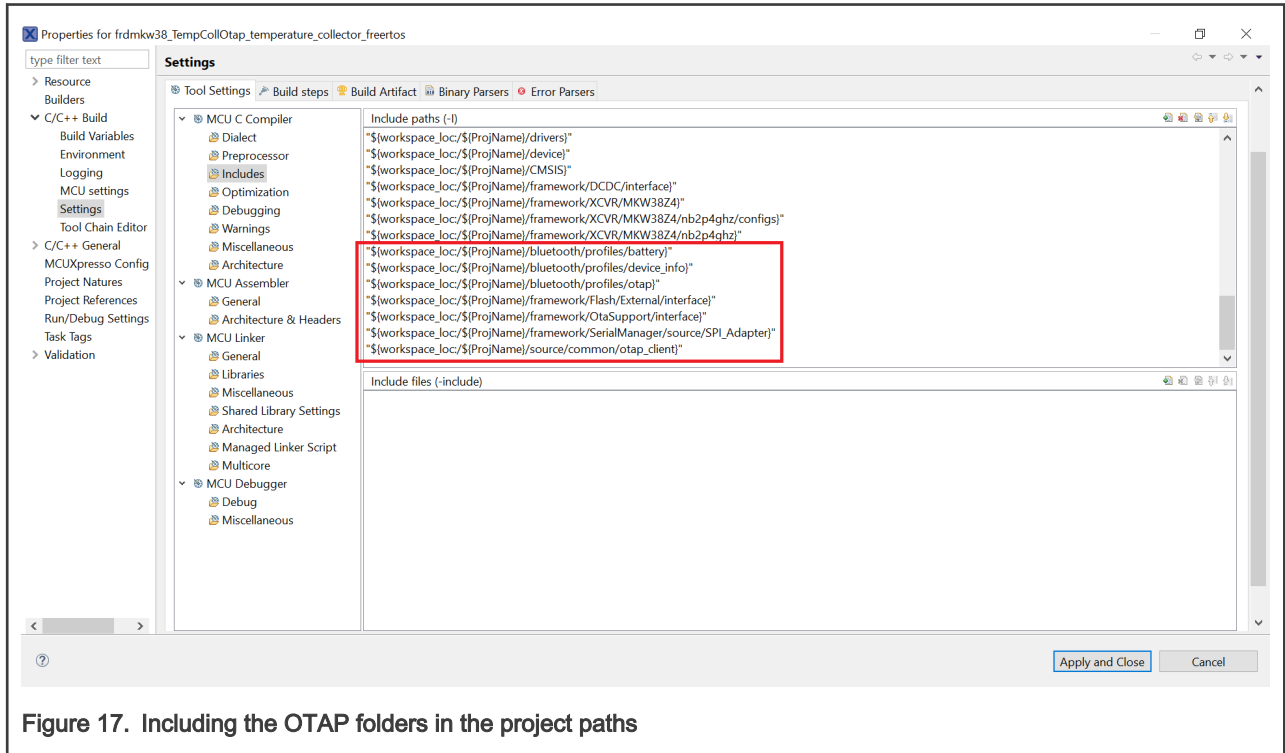 Properties for frdmkw38_TempCollOtap_temperature_collector_freertos
type filter text
Resource
Builders
C/C++ Build
Build Variables
Environment
Logging
MCU settings
Settings
Tool Chain Editor
C/C++ General
MCUXpresso Config
Project Natures
Project References
Run/Debug Settings
Task Tags
Validation
Settings
Tool Settings Build steps Build Artifact Binary Parsers Error Parsers
MCU C Compiler
Dialect
Preprocessor
Includes
Optimization
Debugging
Warnings
Miscellaneous
Architecture
MCU Assembler
General
Architecture & Headers
MCU Linker
General
Libraries
Miscellaneous
Shared Library Settings
Architecture
Managed Linker Script
Multicore
MCU Debugger
Debug
Miscellaneous
Include paths (-I)
"${workspace_loc:/${ProjName}/drivers}"
"${workspace_loc:/${ProjName}/device}"
"${workspace_loc:/${ProjName}/CMSIS}"
"${workspace_loc:/${ProjName}/framework/DCDC/interface}"
"${workspace_loc:/${ProjName}/framework/XCVR/MKW38Z4}"
"${workspace_loc:/${ProjName}/framework/XCVR/MKW38Z4/nb2p4ghz/configs}"
"${workspace_loc:/${ProjName}/framework/XCVR/MKW38Z4/nb2p4ghz}"
"${workspace_loc:/${ProjName}/bluetooth/profiles/battery}"
"${workspace_loc:/${ProjName}/bluetooth/profiles/device_info}"
"${workspace_loc:/${ProjName}/bluetooth/profiles/otap}"
"${workspace_loc:/${ProjName}/framework/Flash/External/interface}"
"${workspace_loc:/${ProjName}/framework/OtaSupport/interface}"
"${workspace_loc:/${ProjName}/framework/SerialManager/source/SPI_Adapter}"
"${workspace_loc:/${ProjName}/source/common/otap_client}"
Include files (-include)
Apply and Close Cancel
Figure 17. Including the OTAP folders in the project paths